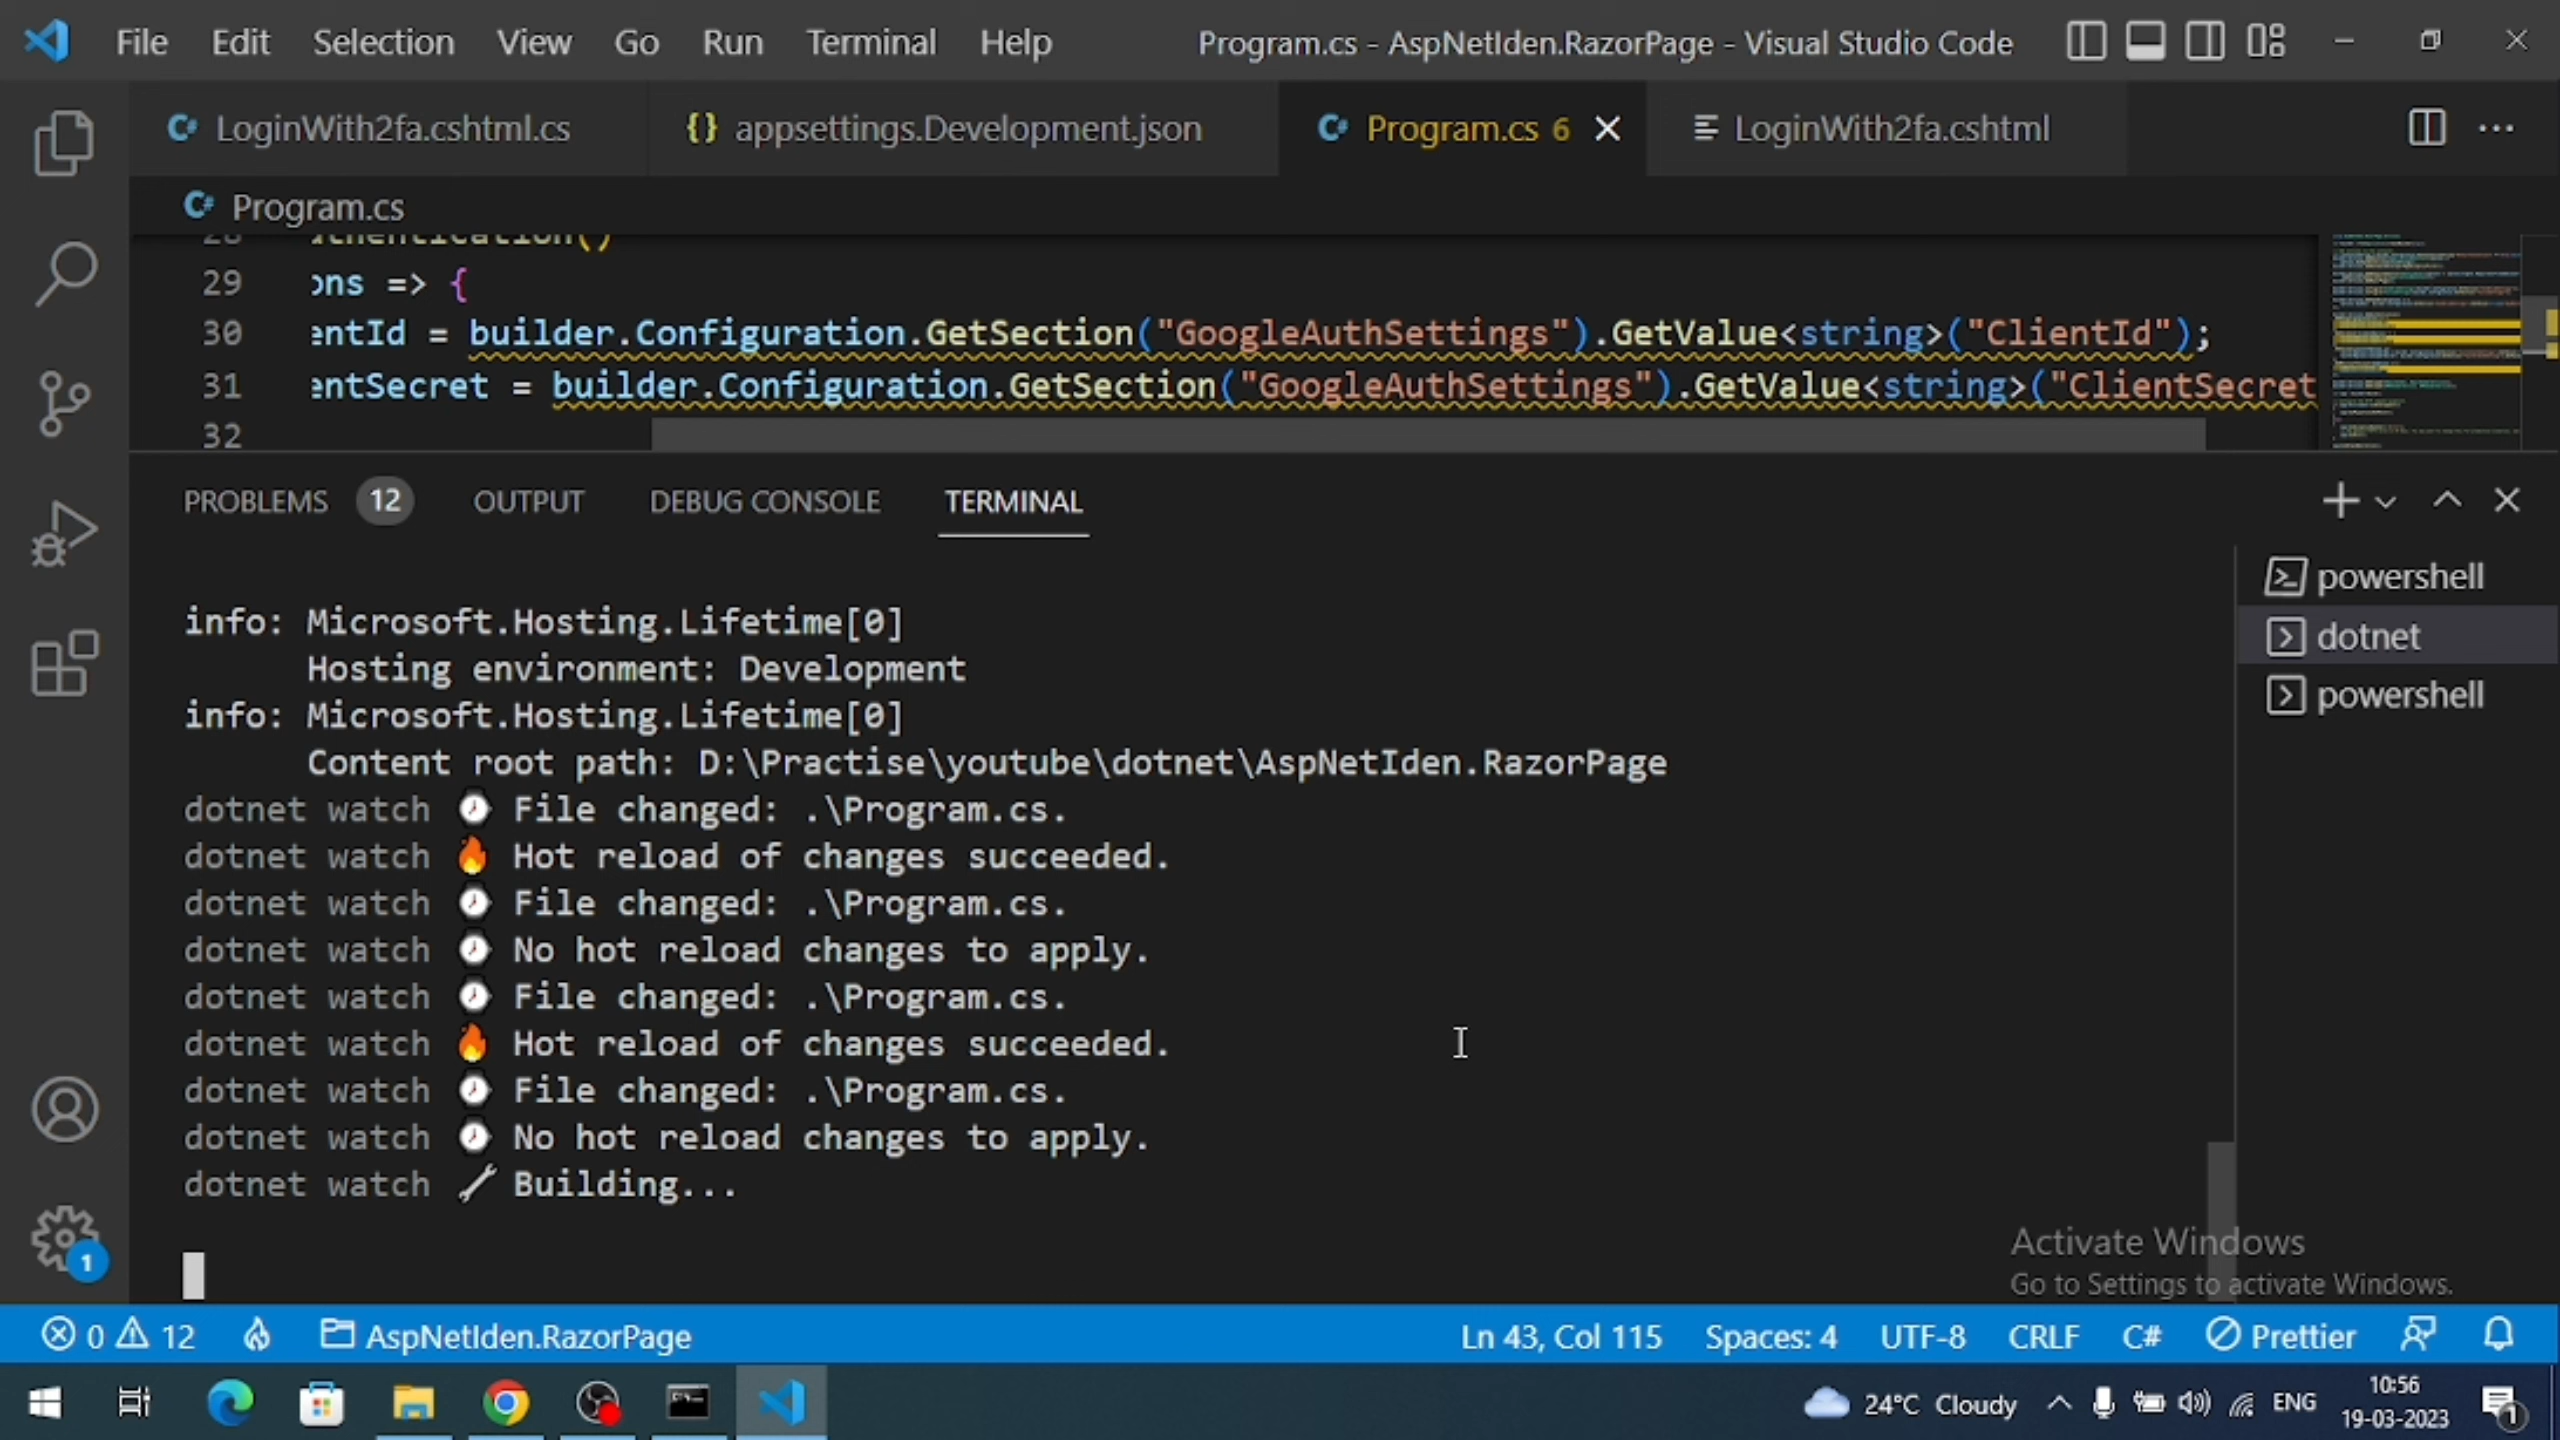 File Edit Selection View Go Run Terminal Help Program.cs - AspNetIden.RazorPage - Visual Studio Code
LoginWith2fa.cshtml.cs {} appsettings.Development.json Program.cs 6 LoginWith2fa.cshtml
Program.cs
28 uthentication()
29 ons => {
30 entId = builder.Configuration.GetSection("GoogleAuthSettings").GetValue<string>("ClientId");
31 entSecret = builder.Configuration.GetSection("GoogleAuthSettings").GetValue<string>("ClientSecret
32
PROBLEMS 12 OUTPUT DEBUG CONSOLE TERMINAL
powershell
dotnet
powershell
info: Microsoft.Hosting.Lifetime[0]
Hosting environment: Development
info: Microsoft.Hosting.Lifetime[0]
Content root path: D:\Practise\youtube\dotnet\AspNetIden.RazorPage
dotnet watch ⌚ File changed: .\Program.cs.
dotnet watch 🔥 Hot reload of changes succeeded.
dotnet watch ⌚ File changed: .\Program.cs.
dotnet watch ⌚ No hot reload changes to apply.
dotnet watch ⌚ File changed: .\Program.cs.
dotnet watch 🔥 Hot reload of changes succeeded.
dotnet watch ⌚ File changed: .\Program.cs.
dotnet watch ⌚ No hot reload changes to apply.
dotnet watch 🔧 Building...
Activate Windows
Go to Settings to activate Windows.
1
0 12 AspNetIden.RazorPage Ln 43, Col 115 Spaces: 4 UTF-8 CRLF C# Prettier
24°C Cloudy ENG 10:56
19-03-2023 1